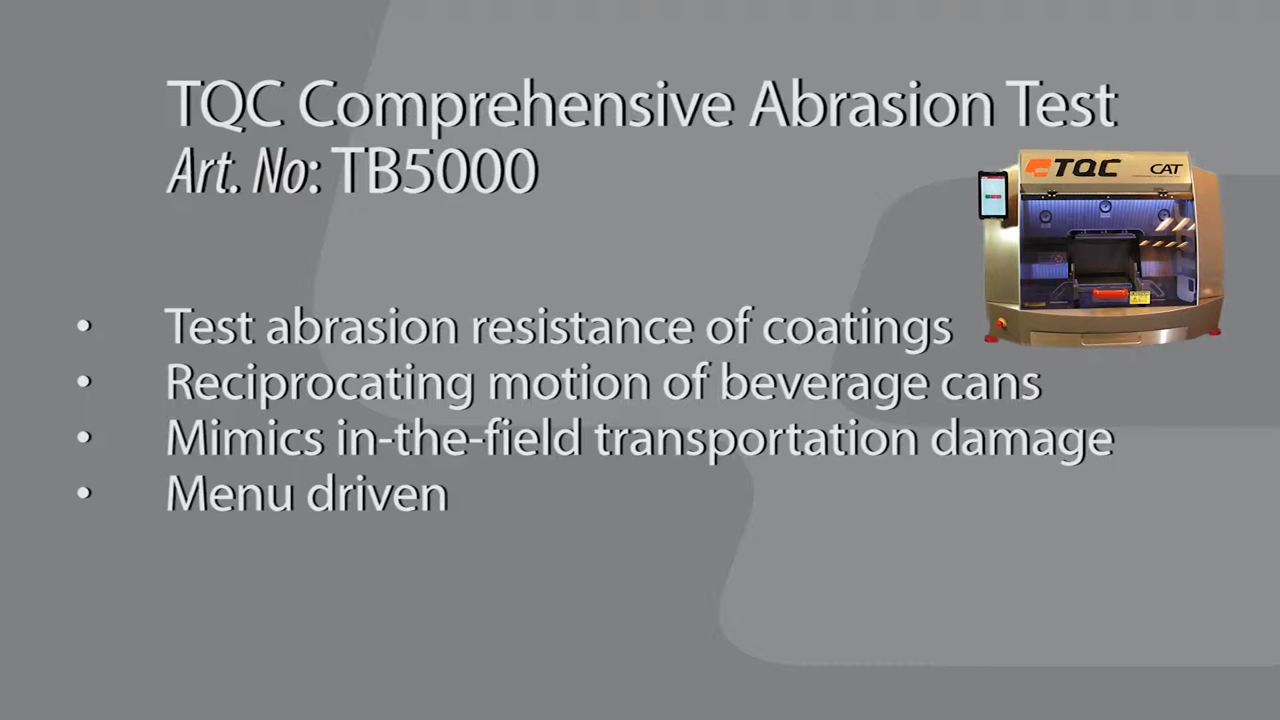 TQC Comprehensive Abrasion Test
Art. No: TB5000
TQC CAT
• Test abrasion resistance of coatings
• Reciprocating motion of beverage cans
• Mimics in-the-field transportation damage
• Menu driven